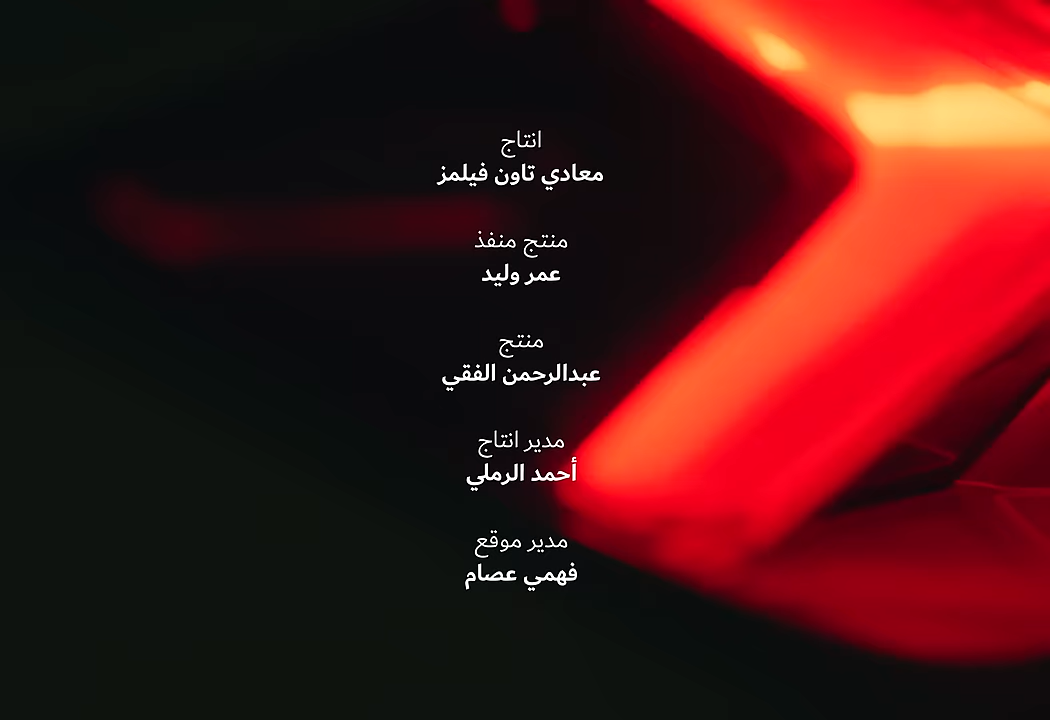 انتاج
معادي تاون فيلمز
منتج منفذ
عمر وليد
منتج
عبدالرحمن الفقي
مدير انتاج
أحمد الرملي
مدير موقع
فهمي عصام